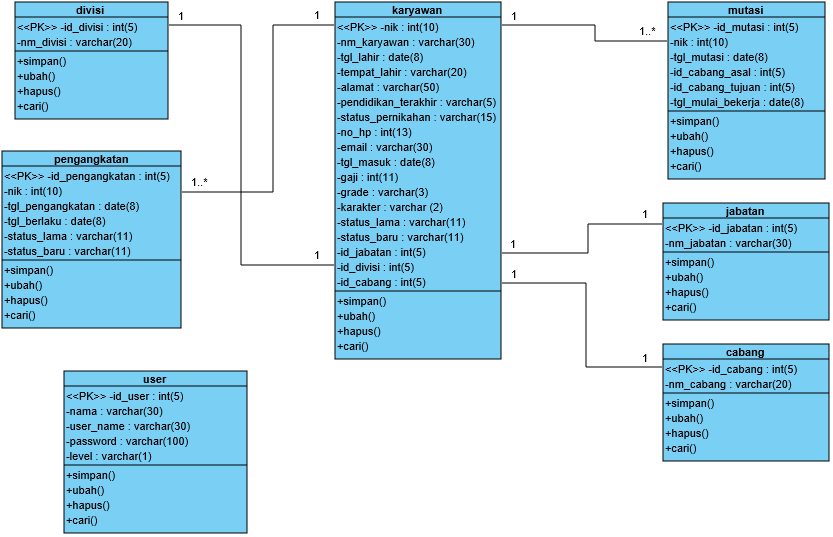 divisi
<<PK>> -id_divisi : int(5)
-nm_divisi : varchar(20)
+simpan()
+ubah()
+hapus()
+cari()
1
1
karyawan
<<PK>> -nik : int(10)
-nm_karyawan : varchar(30)
-tgl_lahir : date(8)
-tempat_lahir : varchar(20)
-alamat : varchar(50)
-pendidikan_terakhir : varchar(5)
-status_pernikahan : varchar(15)
-no_hp : int(13)
-email : varchar(30)
-tgl_masuk : date(8)
-gaji : int(11)
-grade : varchar(3)
-karakter : varchar (2)
-status_lama : varchar(11)
-status_baru : varchar(11)
-id_jabatan : int(5)
-id_divisi : int(5)
-id_cabang : int(5)
+simpan()
+ubah()
+hapus()
+cari()
1
1..*
mutasi
<<PK>> -id_mutasi : int(5)
-nik : int(10)
-tgl_mutasi : date(8)
-id_cabang_asal : int(5)
-id_cabang_tujuan : int(5)
-tgl_mulai_bekerja : date(8)
+simpan()
+ubah()
+hapus()
+cari()
pengangkatan
<<PK>> -id_pengangkatan : int(5)
-nik : int(10)
-tgl_pengangkatan : date(8)
-tgl_berlaku : date(8)
-status_lama : varchar(11)
-status_baru : varchar(11)
+simpan()
+ubah()
+hapus()
+cari()
1..*
1
1
1
jabatan
<<PK>> -id_jabatan : int(5)
-nm_jabatan : varchar(30)
+simpan()
+ubah()
+hapus()
+cari()
1
1
cabang
<<PK>> -id_cabang : int(5)
-nm_cabang : varchar(20)
+simpan()
+ubah()
+hapus()
+cari()
user
<<PK>> -id_user : int(5)
-nama : varchar(30)
-user_name : varchar(30)
-password : varchar(100)
-level : varchar(1)
+simpan()
+ubah()
+hapus()
+cari()